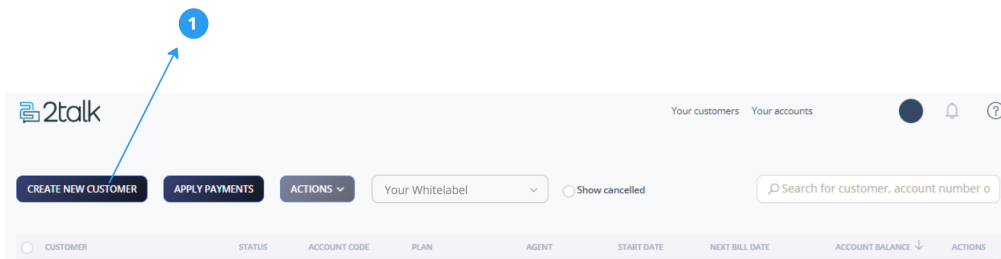 1
2talk
Your customers Your accounts
?
CREATE NEW CUSTOMER APPLY PAYMENTS ACTIONS Your Whitelabel Show cancelled Search for customer, account number o
CUSTOMER STATUS ACCOUNT CODE PLAN AGENT START DATE NEXT BILL DATE ACCOUNT BALANCE ACTIONS